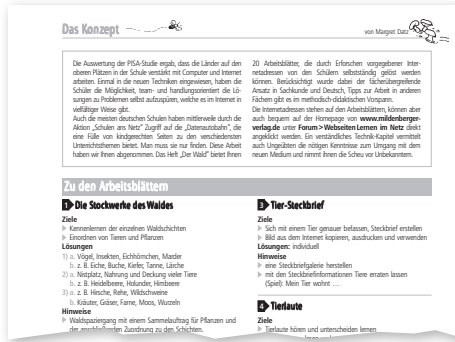 Das Konzept
von Margret Datz
Die Auswertung der PISA-Studie ergab, dass die Länder auf den
oberen Plätzen in der Schule verstärkt mit Computer und Internet
arbeiten. Einmal in die neuen Techniken eingewiesen, haben die
Schüler die Möglichkeit, team- und handlungsorientiert die Lö-
sungen zu Problemen selbst aufzuspüren, welche es im Internet in
vielfältiger Weise gibt.
Auch die meisten deutschen Schulen haben mittlerweile durch die
Aktion „Schulen ans Netz“ Zugriff auf die „Datenautobahn“, die
eine Fülle von kindgerechten Seiten zu den verschiedensten
Unterrichtsthemen bietet. Man muss sie nur finden. Diese Arbeit
haben wir Ihnen abgenommen. Das Heft „Der Wald“ bietet Ihnen
20 Arbeitsblätter, die durch Erforschen vorgegebener Inter-
netadressen von den Schülern selbstständig gelöst werden
können. Berücksichtigt wurde dabei der fächerübergreifende
Ansatz in Sachkunde und Deutsch, Tipps zur Arbeit in anderen
Fächern gibt es im methodisch-didaktischen Vorspann.
Die Internetadressen stehen auf den Arbeitsblättern, können aber
auch bequem auf der Homepage von www.mildenberger-
verlag.de unter Forum > Webseiten Lernen im Netz direkt
angeklickt werden. Ein verständliches Technik-Kapitel vermittelt
auch Ungeübten die nötigen Kenntnisse zum Umgang mit dem
neuen Medium und nimmt ihnen die Scheu vor Unbekanntem.
Zu den Arbeitsblättern
1 Die Stockwerke des Waldes
Ziele
Kennenlernen der einzelnen Waldschichten
Einordnen von Tieren und Pflanzen
Lösungen
1) a. Vögel, Insekten, Eichhörnchen, Marder
b. z. B. Eiche, Buche, Kiefer, Tanne, Lärche
2) a. Nistplatz, Nahrung und Deckung vieler Tiere
b. z. B. Heidelbeere, Holunder, Himbeere
3) a. z. B. Hirsche, Rehe, Wildschweine
b. Kräuter, Gräser, Farne, Moos, Wurzeln
Hinweise
Waldspaziergang mit einem Sammelauftrag für Pflanzen und
der anschließenden Zuordnung zu den Schichten.
3 Tier-Steckbrief
Ziele
Sich mit einem Tier genauer befassen, Steckbrief erstellen
Bild aus dem Internet kopieren, ausdrucken und verwenden
Lösungen: individuell
Hinweise
eine Steckbriefgalerie herstellen
mit den Steckbriefinformationen Tiere erraten lassen
(Spiel): Mein Tier wohnt …
4 Tierlaute
Ziele
Tierlaute hören und unterscheiden lernen